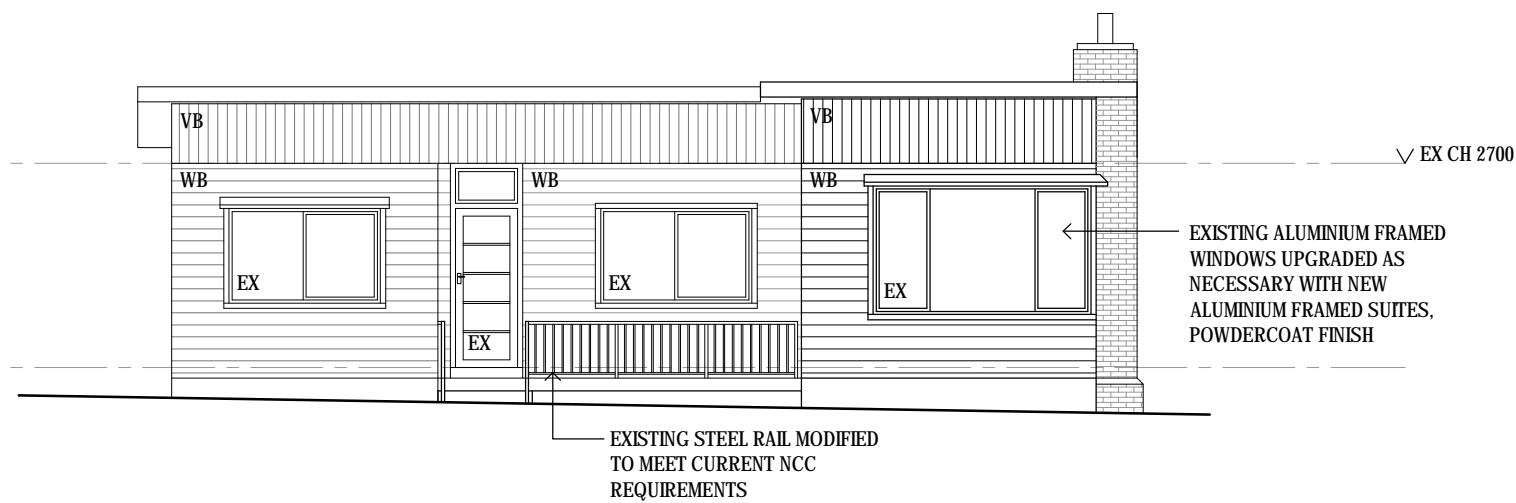 VB
VB
EX CH 2700
WB
WB
WB
EXISTING ALUMINIUM FRAMED
WINDOWS UPGRADED AS
NECESSARY WITH NEW
ALUMINIUM FRAMED SUITES,
POWDERCOAT FINISH
EX
EX
EX
EX
EXISTING STEEL RAIL MODIFIED
TO MEET CURRENT NCC
REQUIREMENTS